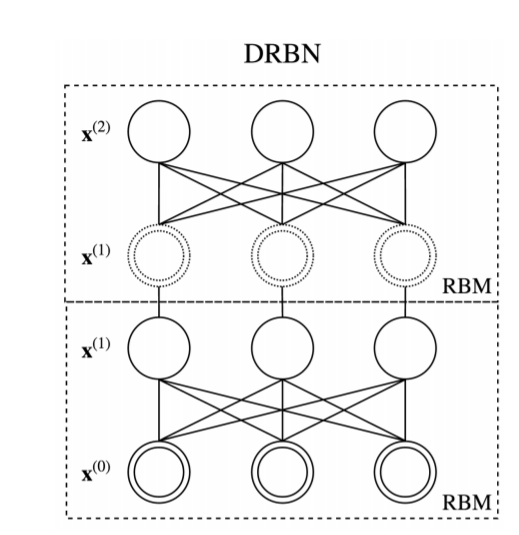 DRBN
x(2)
x(1)
RBM
x(1)
x(0)
RBM